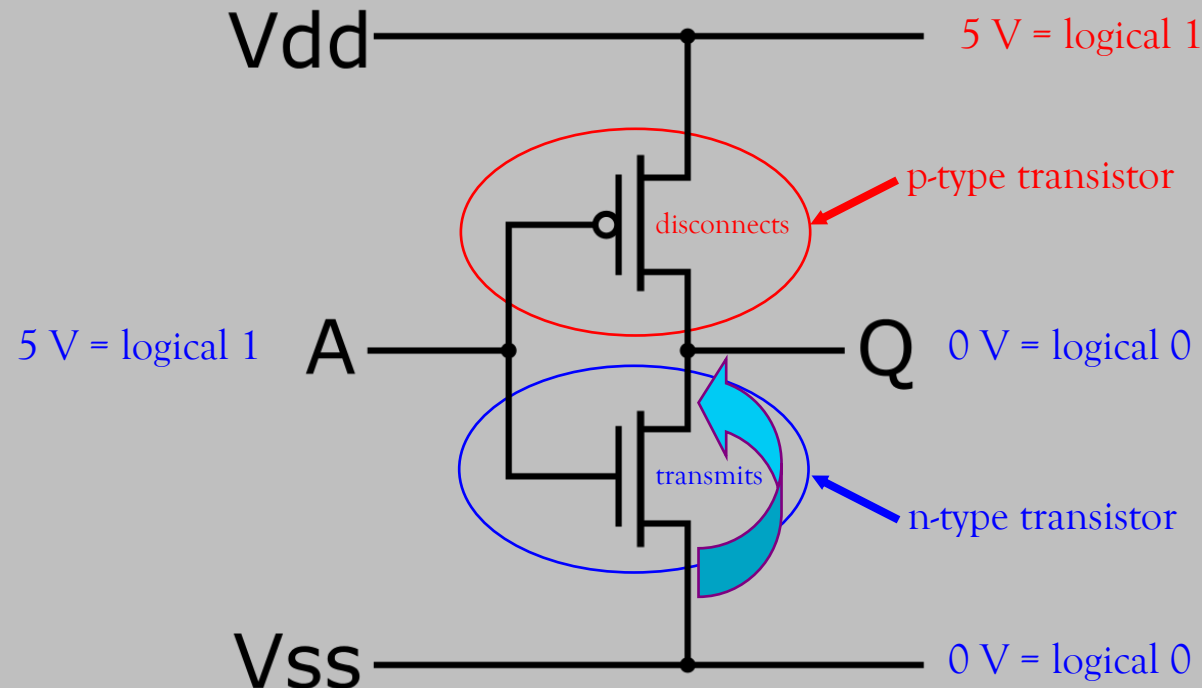 Vdd
5 V = logical 1
p-type transistor
disconnects
5 V = logical 1
A
Q
0 V = logical 0
transmits
n-type transistor
Vss
0 V = logical 0